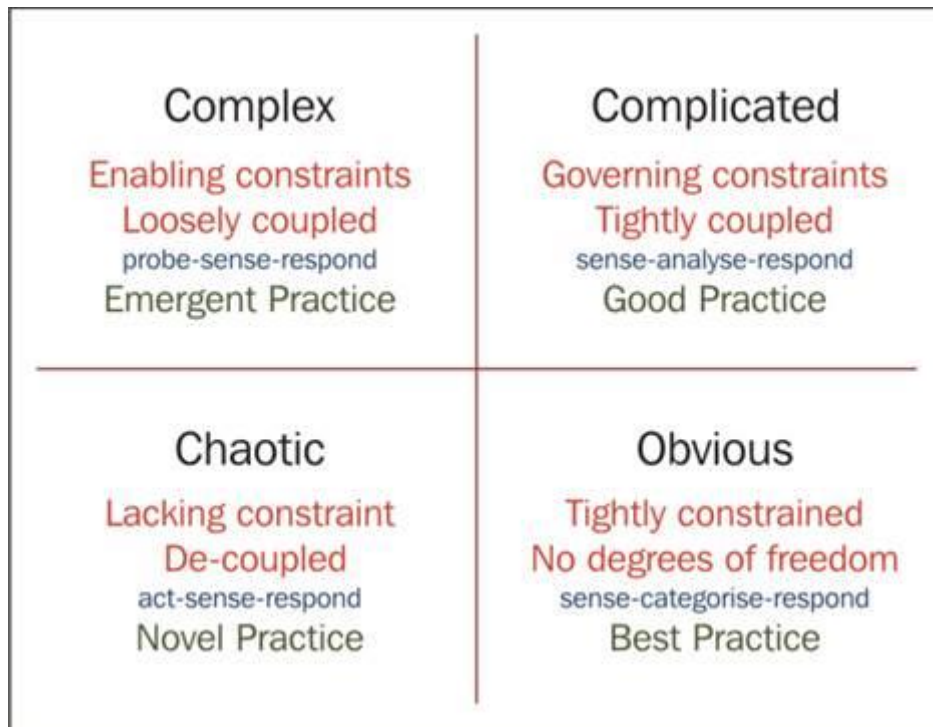 Complex
Enabling constraints
Loosely coupled
probe-sense-respond
Emergent Practice
Complicated
Governing constraints
Tightly coupled
sense-analyse-respond
Good Practice
Chaotic
Lacking constraint
De-coupled
act-sense-respond
Novel Practice
Obvious
Tightly constrained
No degrees of freedom
sense-categorise-respond
Best Practice